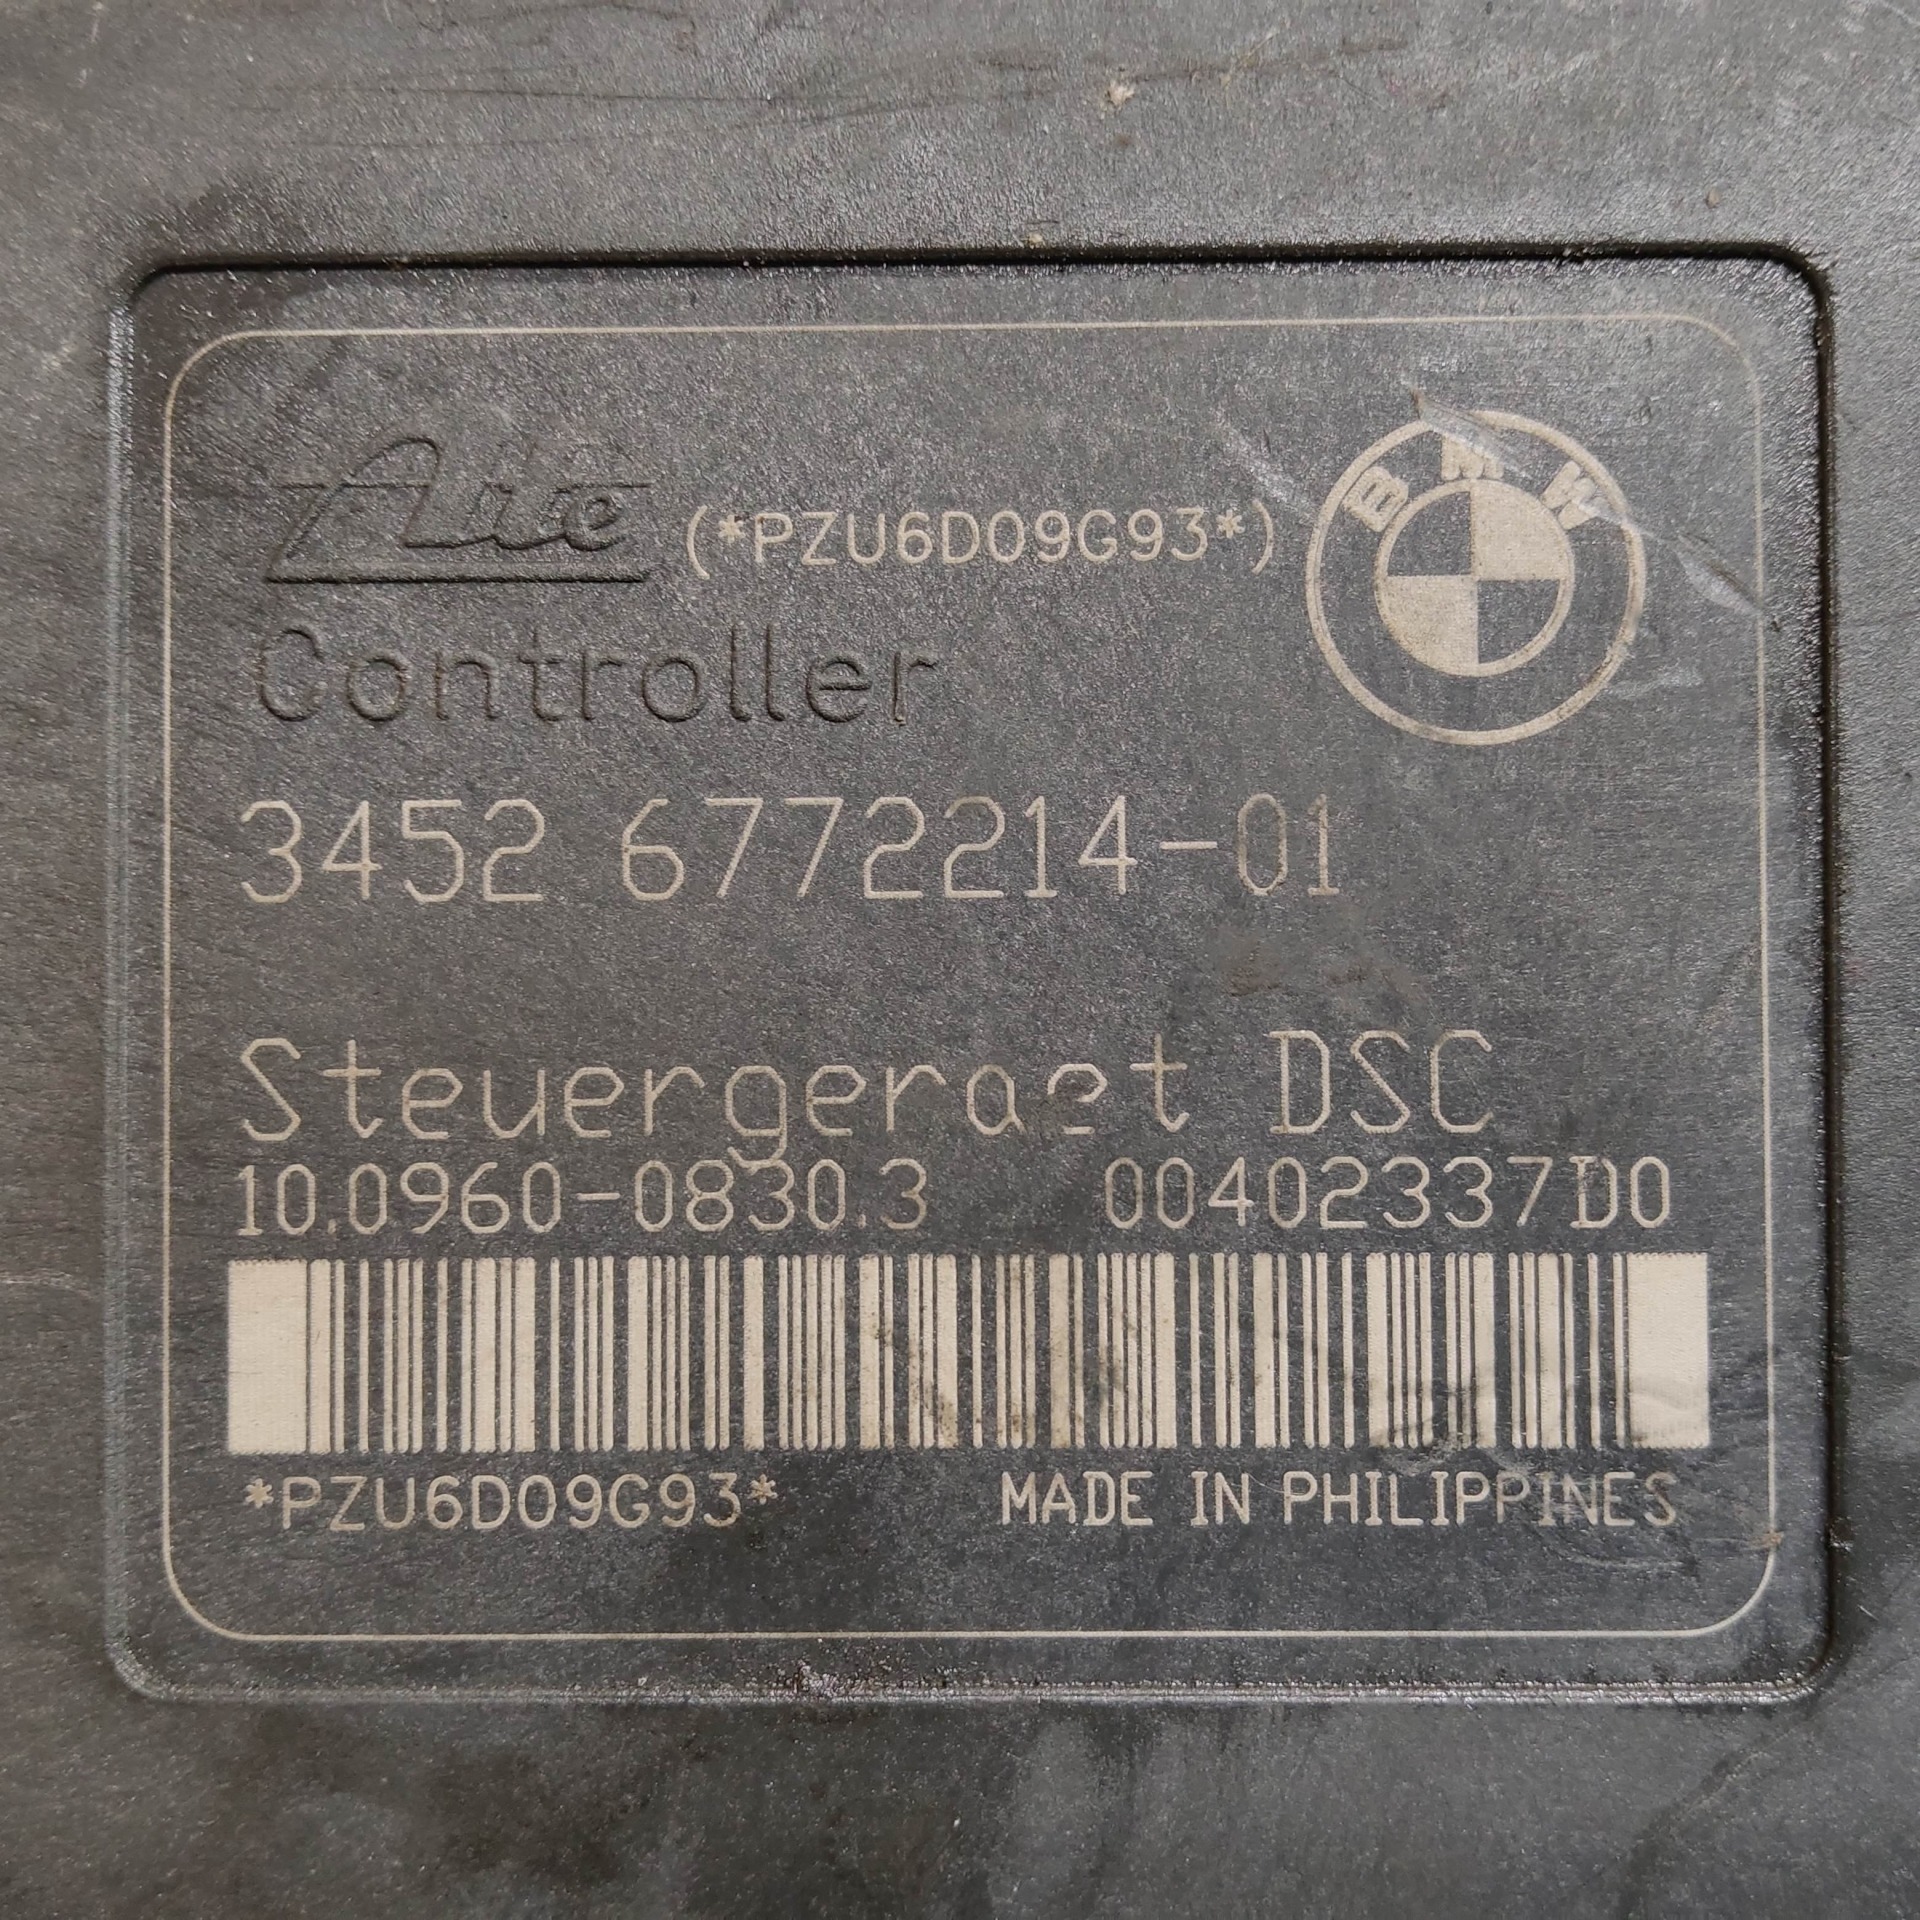 Ate (*PZU6D09G93*) BMW
Controller
3452 6772214-01
Steuergeraet DSC
10.0960-0830.3 00402337D0
*PZU6D09G93* MADE IN PHILIPPINES